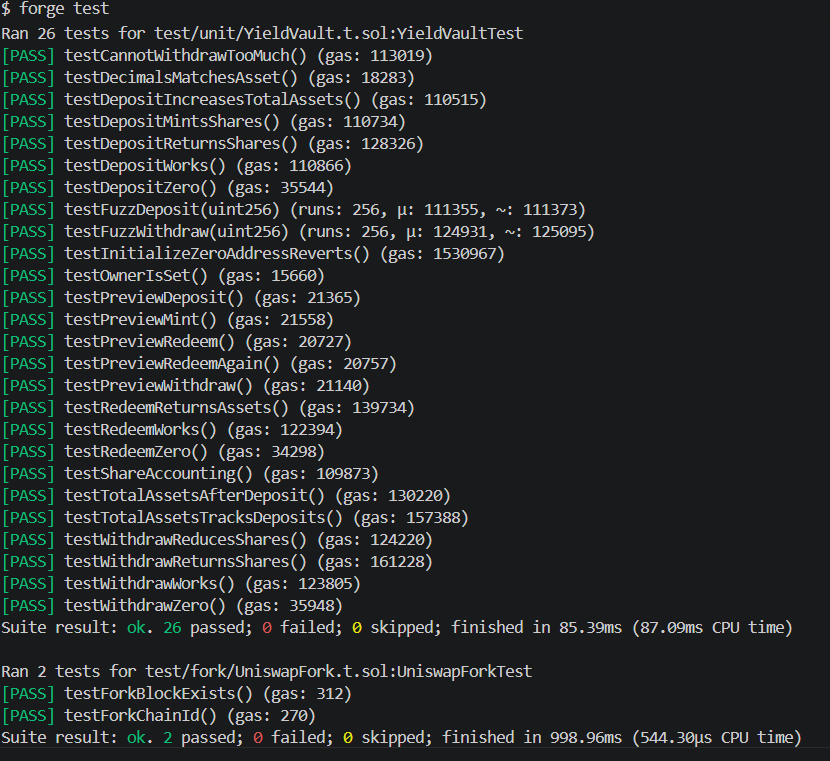 $ forge test
Ran 26 tests for test/unit/YieldVault.t.sol:YieldVaultTest
[PASS] testCannotWithdrawTooMuch() (gas: 113019)
[PASS] testDecimalsMatchesAsset() (gas: 18283)
[PASS] testDepositIncreasesTotalAssets() (gas: 110515)
[PASS] testDepositMintsShares() (gas: 110734)
[PASS] testDepositReturnsShares() (gas: 128326)
[PASS] testDepositWorks() (gas: 110866)
[PASS] testDepositZero() (gas: 35544)
[PASS] testFuzzDeposit(uint256) (runs: 256, μ: 111355, ~: 111373)
[PASS] testFuzzWithdraw(uint256) (runs: 256, μ: 124931, ~: 125095)
[PASS] testInitializeZeroAddressReverts() (gas: 1530967)
[PASS] testOwnerIsSet() (gas: 15660)
[PASS] testPreviewDeposit() (gas: 21365)
[PASS] testPreviewMint() (gas: 21558)
[PASS] testPreviewRedeem() (gas: 20727)
[PASS] testPreviewRedeemAgain() (gas: 20757)
[PASS] testPreviewWithdraw() (gas: 21140)
[PASS] testRedeemReturnsAssets() (gas: 139734)
[PASS] testRedeemWorks() (gas: 122394)
[PASS] testRedeemZero() (gas: 34298)
[PASS] testShareAccounting() (gas: 109873)
[PASS] testTotalAssetsAfterDeposit() (gas: 130220)
[PASS] testTotalAssetsTracksDeposits() (gas: 157388)
[PASS] testWithdrawReducesShares() (gas: 124220)
[PASS] testWithdrawReturnsShares() (gas: 161228)
[PASS] testWithdrawWorks() (gas: 123805)
[PASS] testWithdrawZero() (gas: 35948)
Suite result: ok. 26 passed; 0 failed; 0 skipped; finished in 85.39ms (87.09ms CPU time)
Ran 2 tests for test/fork/UniswapFork.t.sol:UniswapForkTest
[PASS] testForkBlockExists() (gas: 312)
[PASS] testForkChainId() (gas: 270)
Suite result: ok. 2 passed; 0 failed; 0 skipped; finished in 998.96ms (544.30µs CPU time)